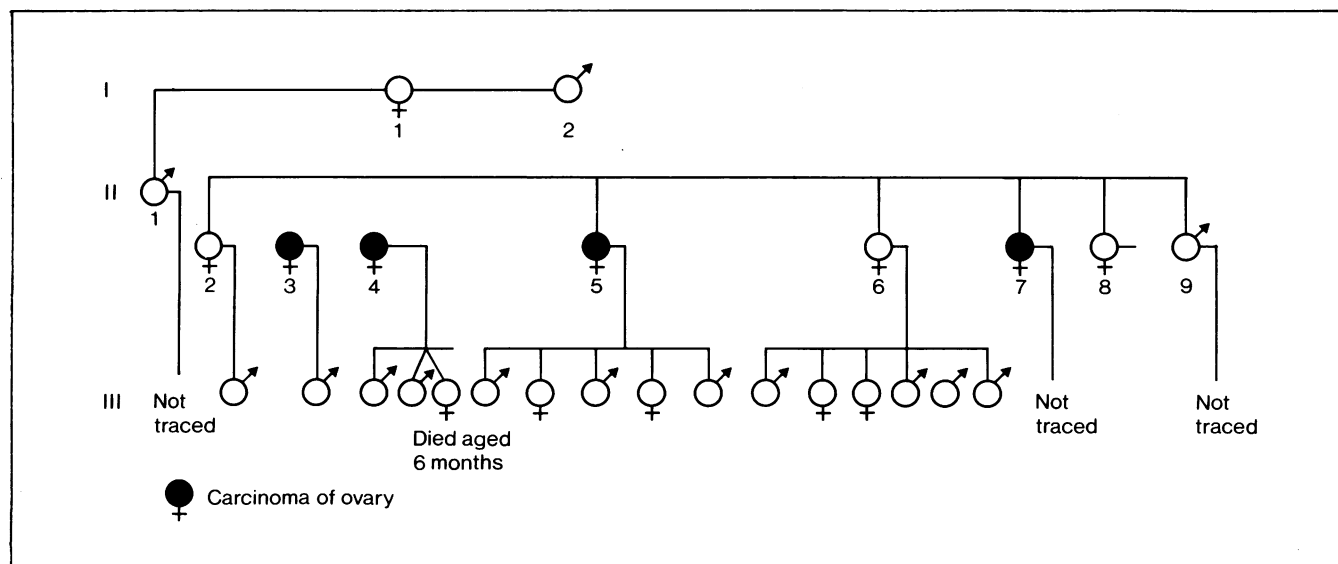 I
1 2
II
1
2 3 4 5 6 7 8 9
III Not
traced
Died aged
6 months
Not
traced
Not
traced
Carcinoma of ovary